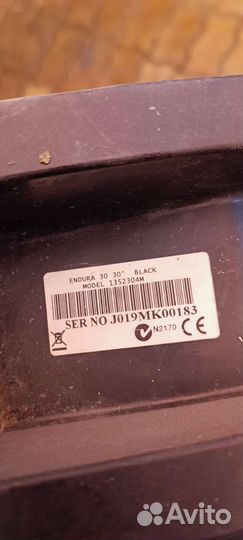 ENDURA 30 30" BLACK
MODEL 1352304M
SER NO J019MK00183
N2170 CE
Avito